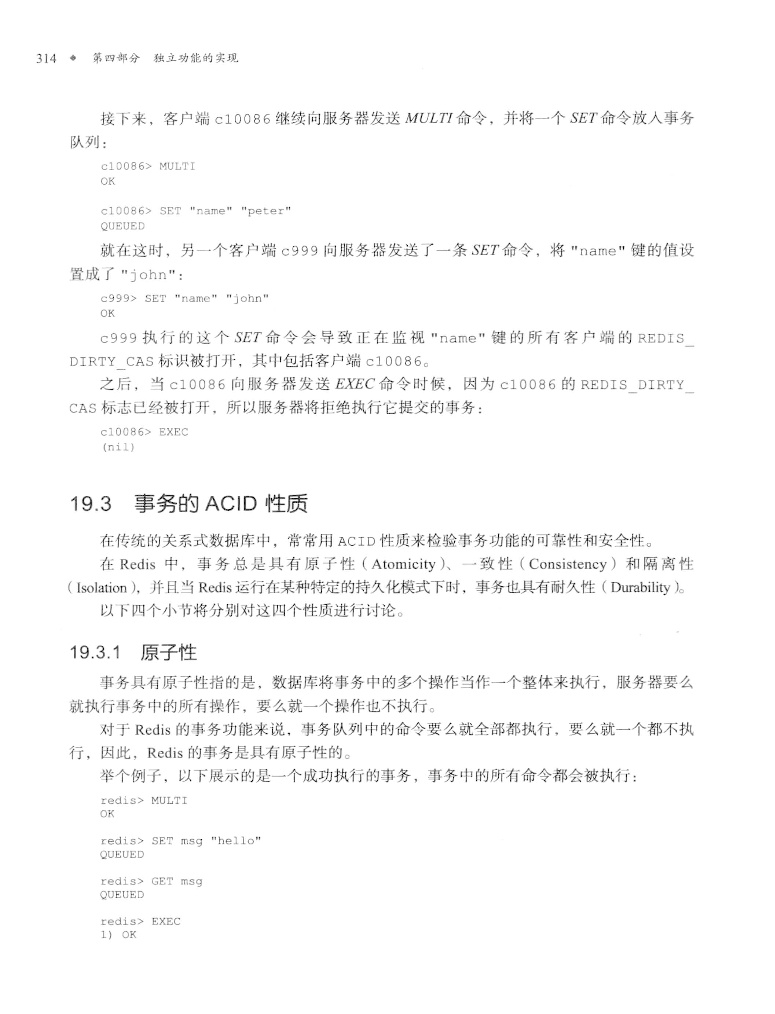 314 ◆ 第四部分 独立功能的实现
接下来，客户端 c10086 继续向服务器发送 MULTI 命令，并将一个 SET 命令放入事务
队列：
c10086> MULTI
OK
c10086> SET "name" "peter"
QUEUED
就在这时，另一个客户端 c999 向服务器发送了一条 SET 命令，将 "name" 键的值设
置成了 "john"：
c999> SET "name" "john"
OK
c999 执行的这个 SET 命令会导致正在监视 "name" 键的所有客户端的 REDIS_
DIRTY_CAS 标识被打开，其中包括客户端 c10086。
之后，当 c10086 向服务器发送 EXEC 命令时候，因为 c10086 的 REDIS_DIRTY_
CAS 标志已经被打开，所以服务器将拒绝执行它提交的事务：
c10086> EXEC
(nil)
19.3 事务的 ACID 性质
在传统的关系式数据库中，常常用 ACID 性质来检验事务功能的可靠性和安全性。
在 Redis 中，事务总是具有原子性（Atomicity）、一致性（Consistency）和隔离性
（Isolation），并且当 Redis 运行在某种特定的持久化模式下时，事务也具有耐久性（Durability）。
以下四个小节将分别对这四个性质进行讨论。
19.3.1 原子性
事务具有原子性指的是，数据库将事务中的多个操作当作一个整体来执行，服务器要么
就执行事务中的所有操作，要么就一个操作也不执行。
对于 Redis 的事务功能来说，事务队列中的命令要么就全部都执行，要么就一个都不执
行，因此，Redis 的事务是具有原子性的。
举个例子，以下展示的是一个成功执行的事务，事务中的所有命令都会被执行：
redis> MULTI
OK
redis> SET msg "hello"
QUEUED
redis> GET msg
QUEUED
redis> EXEC
1) OK